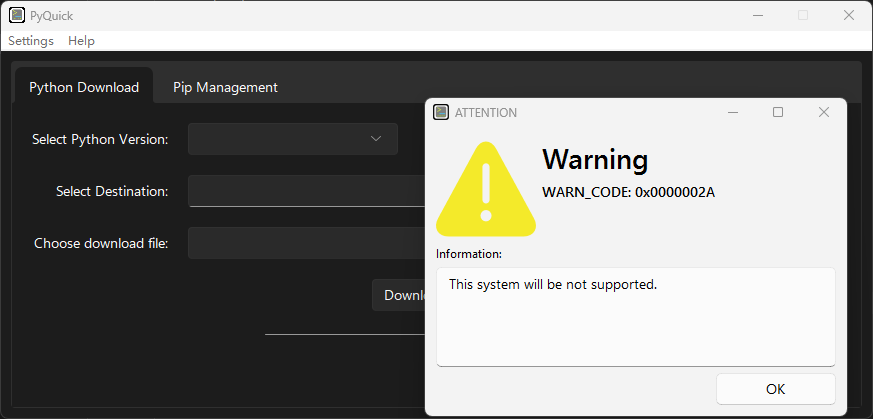 PyQuick
Settings Help
Python Download Pip Management
Select Python Version:
Select Destination:
Choose download file:
ATTENTION
Warning
WARN_CODE: 0x0000002A
Information:
This system will be not supported.
OK